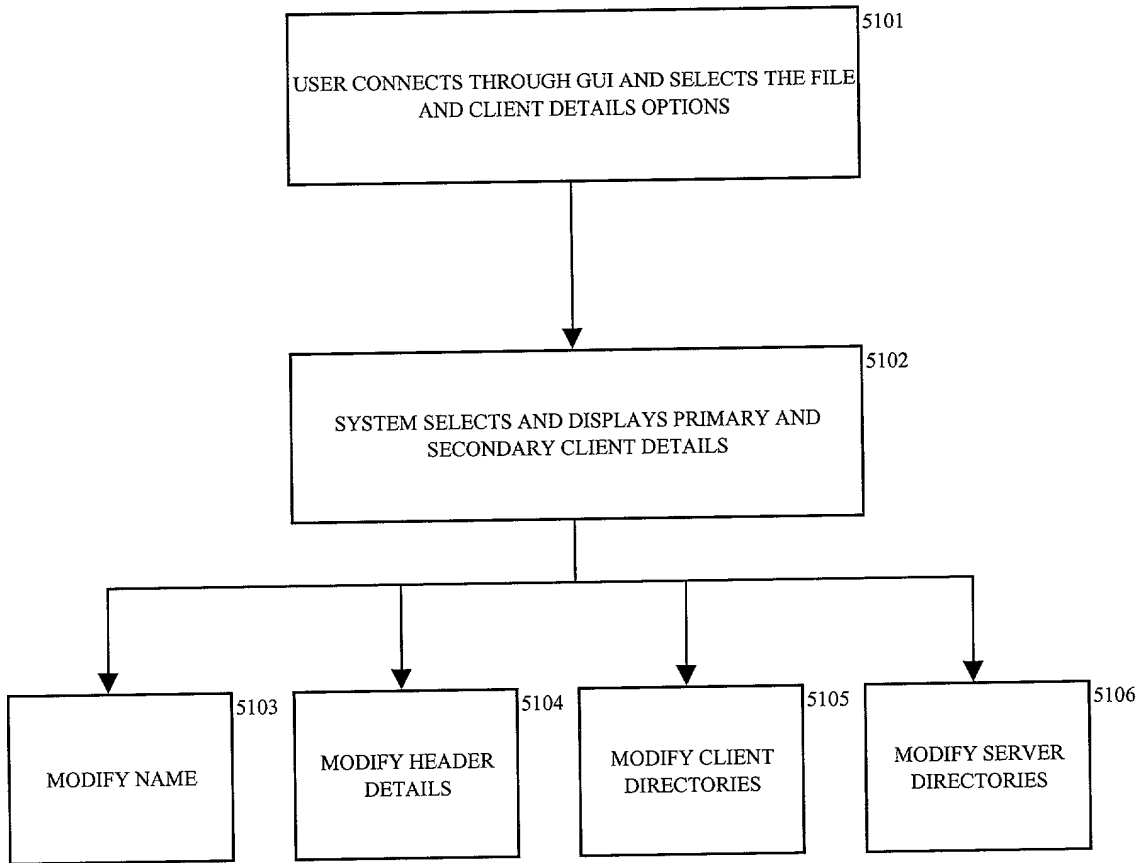 5101
USER CONNECTS THROUGH GUI AND SELECTS THE FILE
AND CLIENT DETAILS OPTIONS
5102
SYSTEM SELECTS AND DISPLAYS PRIMARY AND
SECONDARY CLIENT DETAILS
5103
MODIFY NAME
5104
MODIFY HEADER
DETAILS
5105
MODIFY CLIENT
DIRECTORIES
5106
MODIFY SERVER
DIRECTORIES